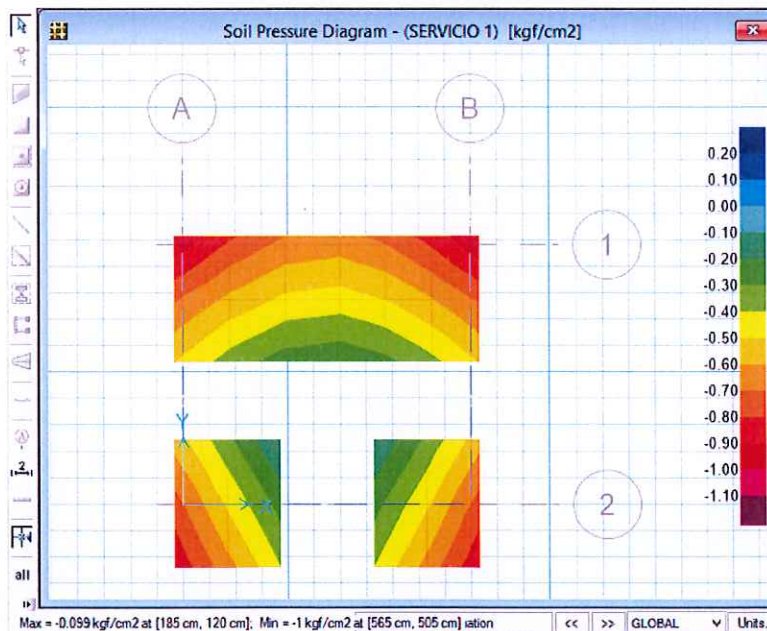 Soil Pressure Diagram - (SERVICIO 1) [kgf/cm2]
A
B
1
2
0.20
0.10
0.00
-0.10
-0.20
-0.30
-0.40
-0.50
-0.60
-0.70
-0.80
-0.90
-1.00
-1.10
Y
X
2
all
Max = -0.099 kgf/cm2 at [185 cm, 120 cm]; Min = -1 kgf/cm2 at [565 cm, 505 cm] iation
<<
>>
GLOBAL
Units.